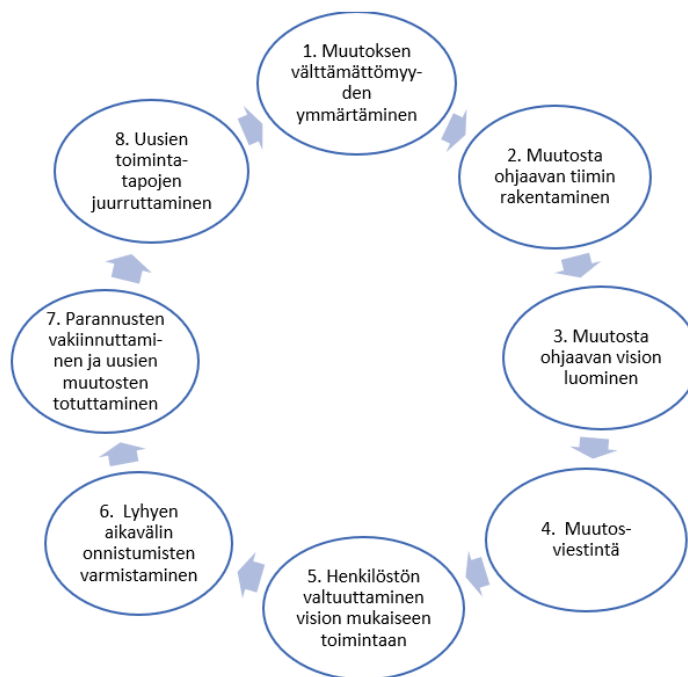 1. Muutoksen
välttämättömyy-
den
ymmärtäminen
2. Muutosta
ohjaavan tiimin
rakentaminen
3. Muutosta
ohjaavan vision
luominen
4. Muutos-
viestintä
5. Henkilöstön
valtuuttaminen
vision mukaiseen
toimintaan
6. Lyhyen
aikavälin
onnistumisten
varmistaminen
7. Parannusten
vakiinnuttami-
nen ja uusien
muutosten
totuttaminen
8. Uusien
toiminta-
tapojen
juurruttaminen